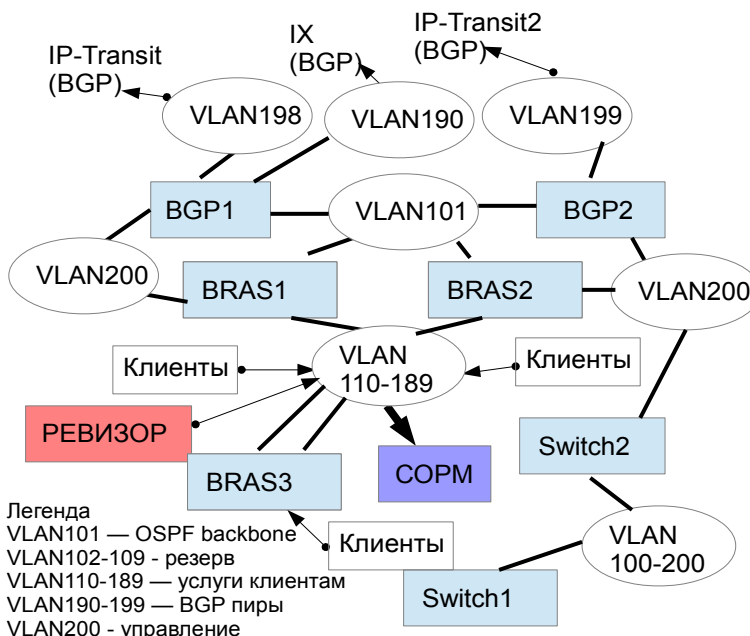 IP-Transit
(BGP)
IX
(BGP)
IP-Transit2
(BGP)
VLAN198
VLAN190
VLAN199
BGP1
VLAN101
BGP2
VLAN200
BRAS1
BRAS2
VLAN200
Клиенты
VLAN
110-189
Клиенты
РЕВИЗОР
BRAS3
СОРМ
Switch2
Клиенты
VLAN
100-200
Switch1
Легенда
VLAN101 — OSPF backbone
VLAN102-109 - резерв
VLAN110-189 — услуги клиентам
VLAN190-199 — BGP пиры
VLAN200 - управление